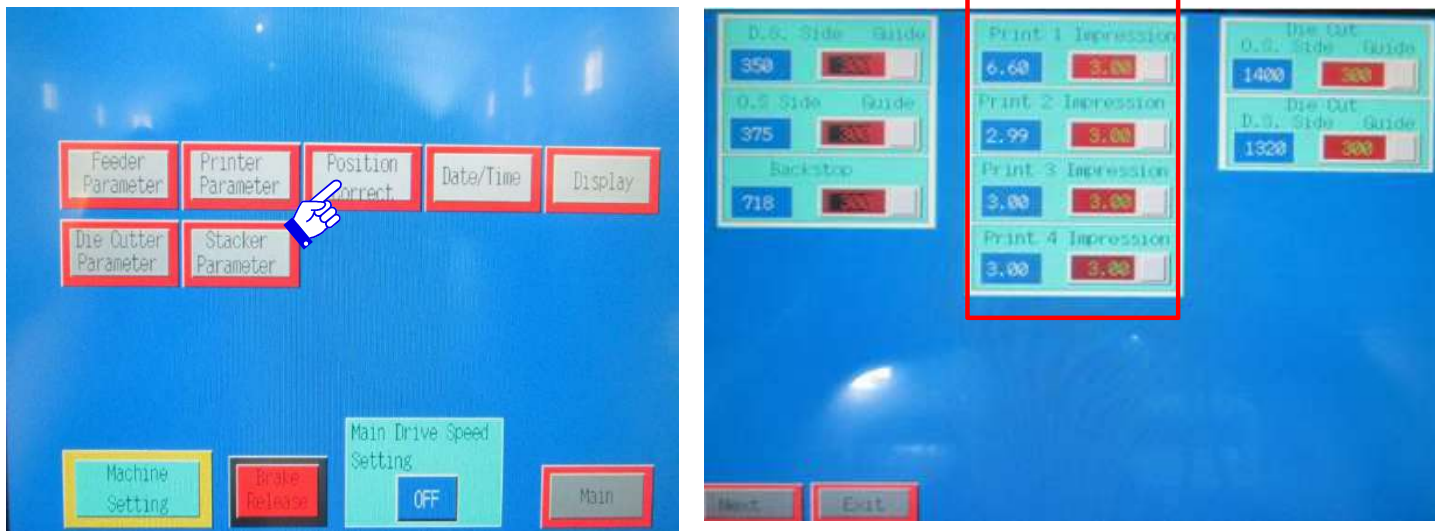 Feeder
Parameter
Printer
Parameter
Position
Correct
Date/Time
Display
Die Cutter
Parameter
Stacker
Parameter
Machine
Setting
Brake
Release
Main Drive Speed
Setting
OFF
Main
D.S. Side Guide
350 300
O.S Side Guide
375 300
Backstop
718
Print 1 Impression
6.60 3.00
Print 2 Impression
2.99 3.00
Print 3 Impression
3.00 3.00
Print 4 Impression
3.00 3.00
Die Cut
O.S. Side Guide
1400 300
Die Cut
D.S. Side Guide
1320 300
Next
Exit